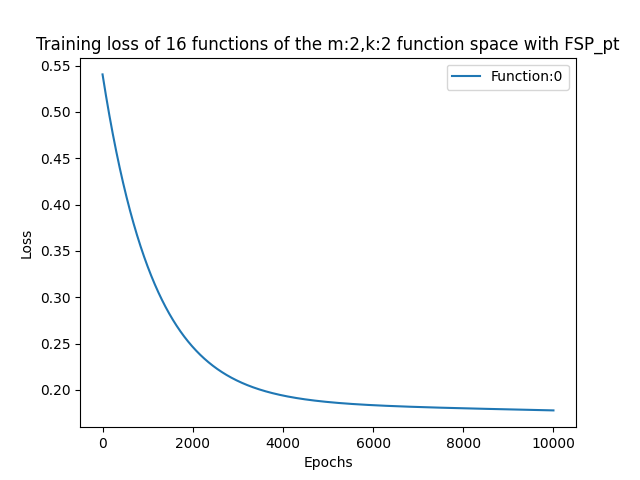 Training loss of 16 functions of the m:2,k:2 function space with FSP_pt
Function:0
Loss
0.55
0.50
0.45
0.40
0.35
0.30
0.25
0.20
0 2000 4000 6000 8000 10000
Epochs